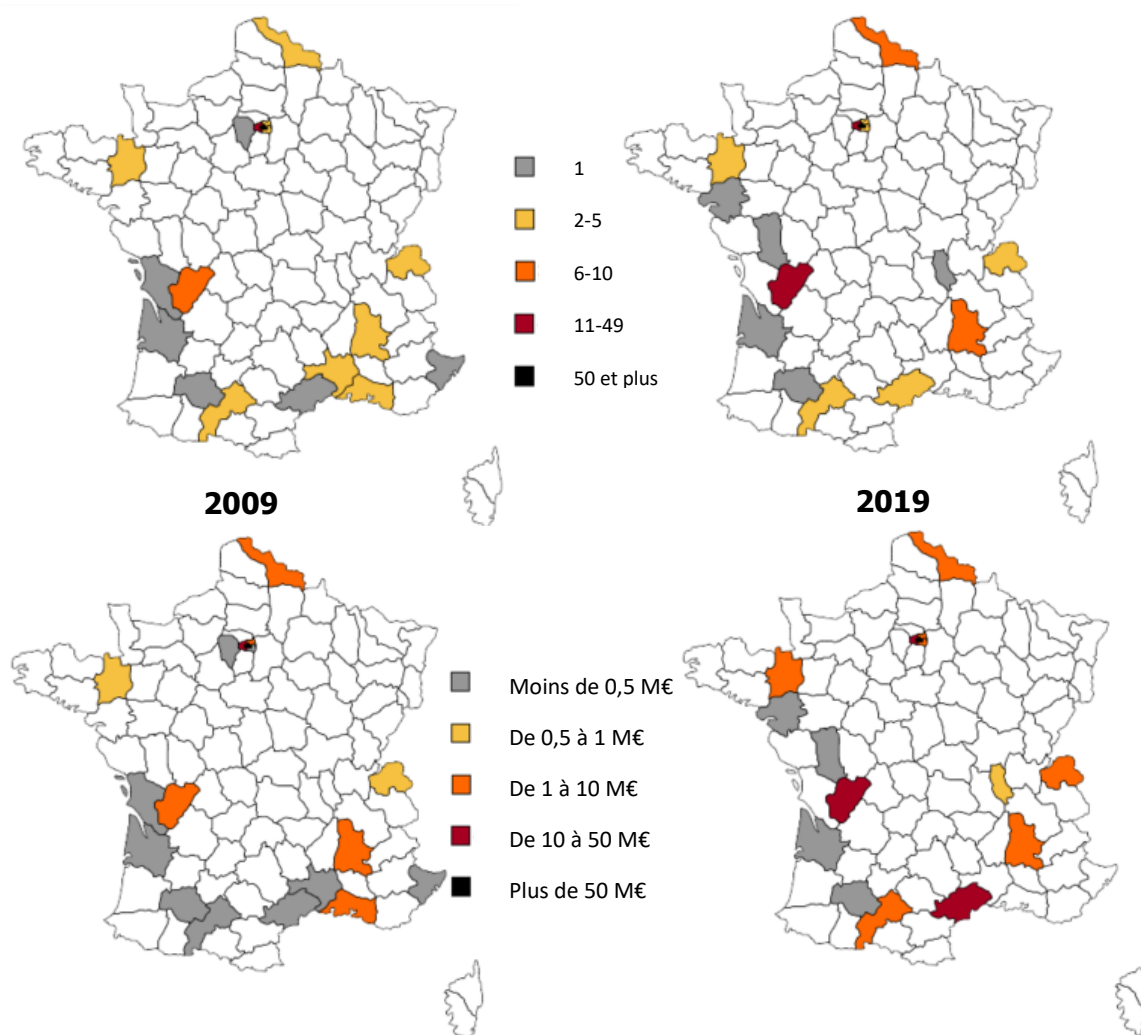 1
2-5
6-10
11-49
50 et plus
2009
2019
Moins de 0,5 M€
De 0,5 à 1 M€
De 1 à 10 M€
De 10 à 50 M€
Plus de 50 M€